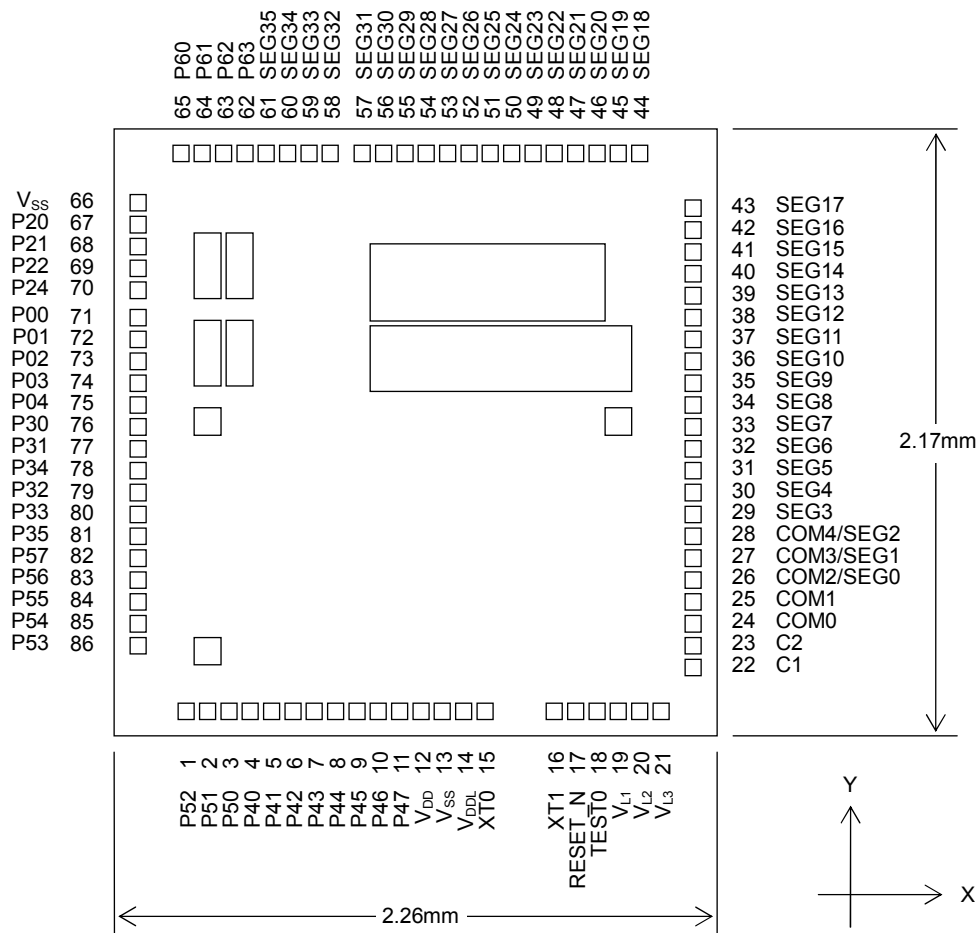 65 P60
64 P61
63 P62
62 P63
61 SEG35
60 SEG34
59 SEG33
58 SEG32
57 SEG31
56 SEG30
55 SEG29
54 SEG28
53 SEG27
52 SEG26
51 SEG25
50 SEG24
49 SEG23
48 SEG22
47 SEG21
46 SEG20
45 SEG19
44 SEG18
VSS 66
P20 67
P21 68
P22 69
P24 70
P00 71
P01 72
P02 73
P03 74
P04 75
P30 76
P31 77
P34 78
P32 79
P33 80
P35 81
P57 82
P56 83
P55 84
P54 85
P53 86
43 SEG17
42 SEG16
41 SEG15
40 SEG14
39 SEG13
38 SEG12
37 SEG11
36 SEG10
35 SEG9
34 SEG8
33 SEG7
32 SEG6
31 SEG5
30 SEG4
29 SEG3
28 COM4/SEG2
27 COM3/SEG1
26 COM2/SEG0
25 COM1
24 COM0
23 C2
22 C1
2.17mm
P52 1
P51 2
P50 3
P40 4
P41 5
P42 6
P43 7
P44 8
P45 9
P46 10
P47 11
VDD 12
VSS 13
VDDL 14
XT0 15
XT1 16
RESET_N 17
TEST0 18
VL1 19
VL2 20
VL3 21
2.26mm
Y
X